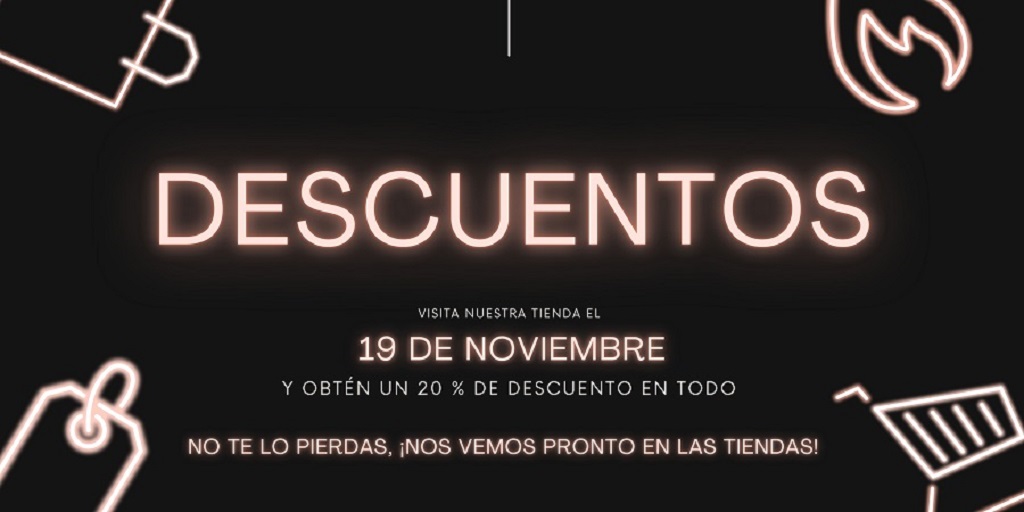 DESCUENTOS
VISITA NUESTRA TIENDA EL
19 DE NOVIEMBRE
Y OBTÉN UN 20 % DE DESCUENTO EN TODO
NO TE LO PIERDAS, ¡NOS VEMOS PRONTO EN LAS TIENDAS!